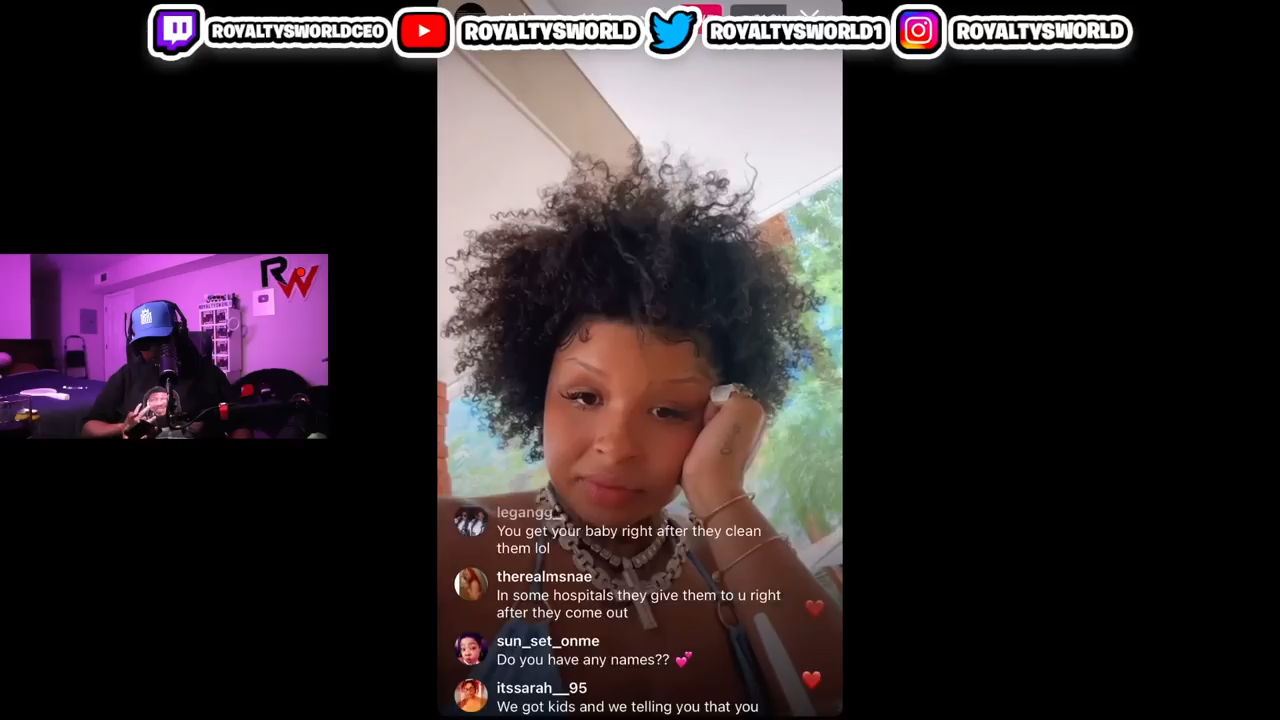 ROYALTYSWORLDCEO
ROYALTYSWORLD
ROYALTYSWORLD1
ROYALTYSWORLD
RW
ROYALTYSWORLD
legangg_
You get your baby right after they clean
them lol
therealmsnae
In some hospitals they give them to u right
after they come out
sun_set_onme
Do you have any names?? 💕
itssarah__95
We got kids and we telling you that you